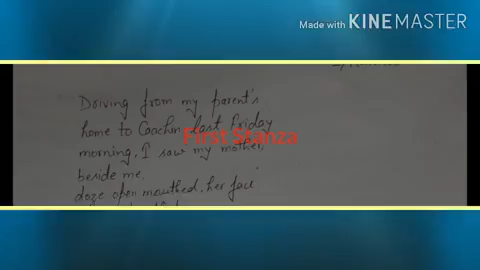 Made with KINEMASTER
Driving from my parent's
home to Coachin last Friday
First Stanza
morning, I saw my mother,
beside me,
doze open mouthed, her face